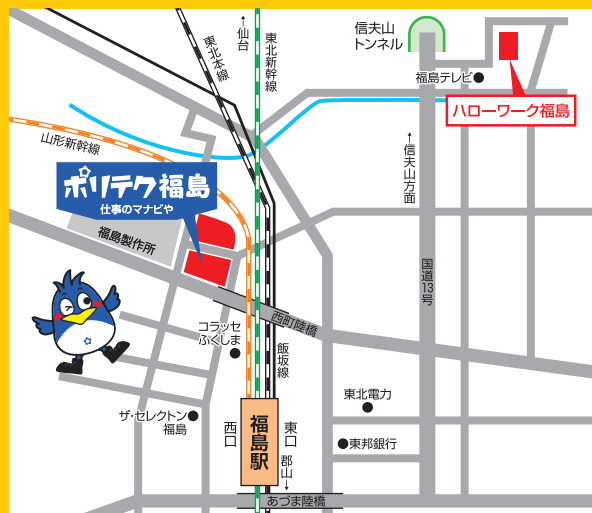 信夫山
トンネル
↑仙台
東北新幹線
東北本線
福島テレビ
ハローワーク福島
山形新幹線
↑信夫山方面
ポリテク福島
仕事のマナビや
福島製作所
国道13号
西町陸橋
コラッセ
ふくしま
飯坂線
東北電力
ザ・セレクトン
福島
西口
福島駅
東口
東邦銀行
郡山→
あづま陸橋